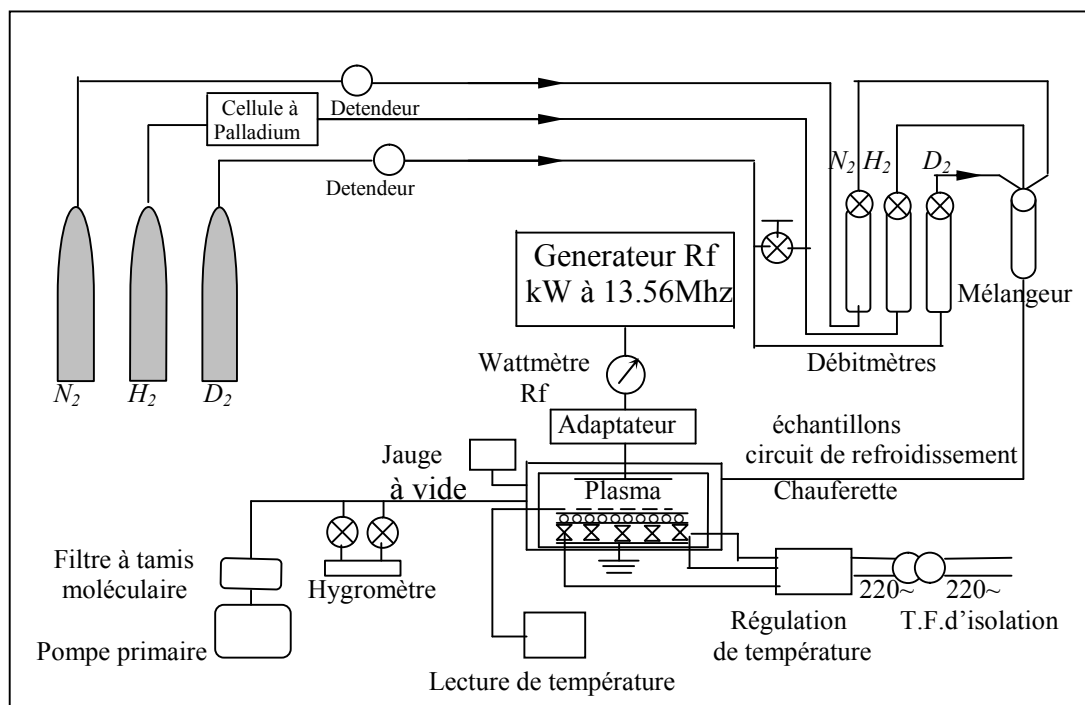 Detendeur
Cellule à
Palladium
Detendeur
N2 H2 D2
Generateur Rf
kW à 13.56Mhz
Mélangeur
Débitmètres
Wattmètre
Rf
N2 H2 D2
Adaptateur
échantillons
circuit de refroidissement
Chauferette
Jauge
à vide
Plasma
Filtre à tamis
moléculaire
Hygromètre
220~ 220~
Régulation
de température
T.F.d’isolation
Pompe primaire
Lecture de température